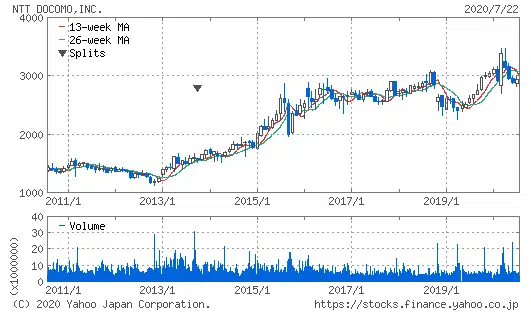 NTT DOCOMO,INC. 2020/7/22
13-week MA
26-week MA
Splits
4000
3000
2000
1000
2011/1 2013/1 2015/1 2017/1 2019/1
Volume
40
30
20
10
0
(x1000000)
2011/1 2013/1 2015/1 2017/1 2019/1
(C) 2020 Yahoo Japan Corporation. https://stocks.finance.yahoo.co.jp/